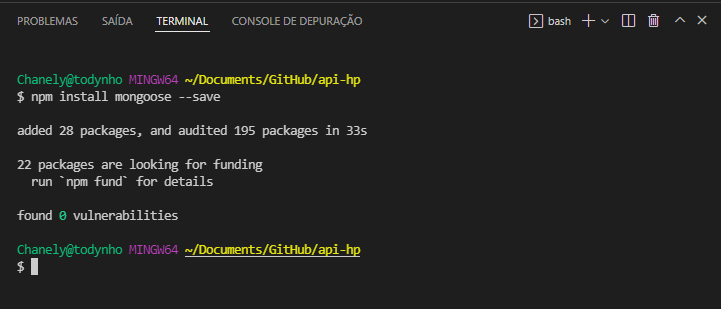 PROBLEMAS SAÍDA TERMINAL CONSOLE DE DEPURAÇÃO bash
Chanely@todynho MINGW64 ~/Documents/GitHub/api-hp
$ npm install mongoose --save
added 28 packages, and audited 195 packages in 33s
22 packages are looking for funding
  run `npm fund` for details
found 0 vulnerabilities
Chanely@todynho MINGW64 ~/Documents/GitHub/api-hp
$